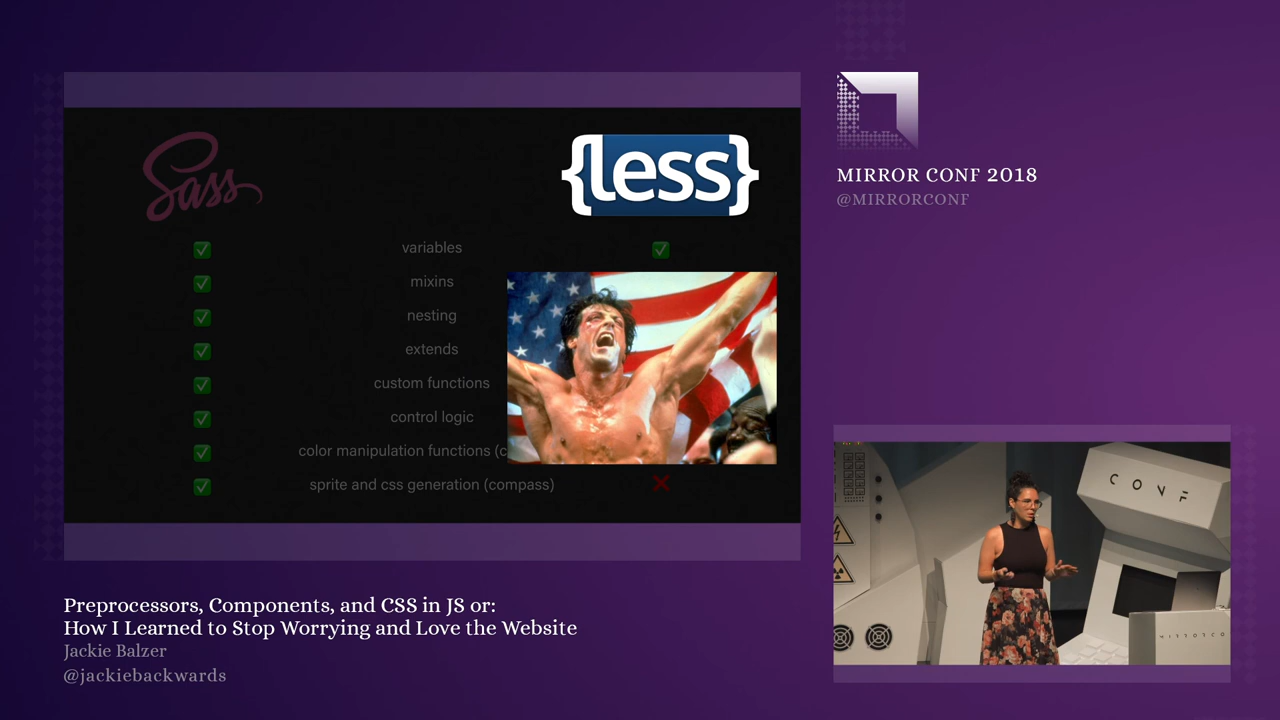 Sass
{less}
variables
mixins
nesting
extends
custom functions
control logic
color manipulation functions (c
sprite and css generation (compass)
MIRROR CONF 2018
@MIRRORCONF
CONF
MIRRORCO
Preprocessors, Components, and CSS in JS or:
How I Learned to Stop Worrying and Love the Website
Jackie Balzer
@jackiebackwards